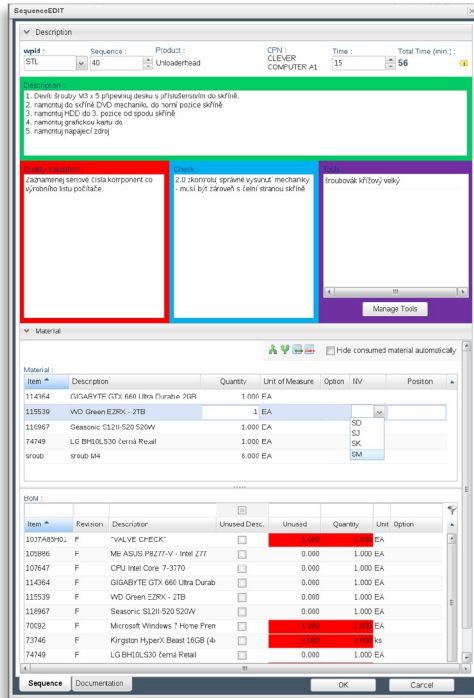 SequenceEDIT
Description
wpid : Sequence : Product : CPN : Time : Total Time (min.) :
STL 40 Unloaderhead CLEVER COMPUTER A1 15 56
Description :
1. Devíti šrouby M3 x 5 připevnuj desku s příslušenstvím do skříně.
2. namontuj do skříně DVD mechaniku do horní pozice skříně
3. namontuj HDD do 3. pozice od spodu skříně
4. namontuj grafickou kartu do
5. namontuj napájecí zdroj
Quality Validation : Check : Tools :
Zaznamenej sériové čísla komponent do 2.0 zkontroluj správné vysunutí mechaniky šroubovák křížový velký
výrobního listu počítače. - musí být zároveň s čelní stranou skříně
Manage Tools
Material
Hide consumed material automatically
Material :
Item Description Quantity Unit of Measure Option NV Position
114364 GIGABYTE GTX 660 Ultra Durable 2GB 1.000 EA
115539 WD Green EZRX - 2TB 1 EA
118967 Seasonic S12II-520 520W 1.000 EA
74749 LG BH10LS30 černá Retail 1.000 EA
sroub sroub M4 6.000 EA
SD
SJ
SK
SM
BoM :
Item Revision Description Unused Desc. Unused Quantity Unit Option
1037A65H01 F "VALVE CHECK" 1.000 1.000 EA
105886 F MB ASUS P8Z77-V - Intel Z77 0.000 1.000 EA
107647 F CPU Intel Core i7-3770 0.000 1.000 EA
114364 F GIGABYTE GTX 660 Ultra Durab 0.000 1.000 EA
115539 F WD Green EZRX - 2TB 0.000 1.000 EA
118967 F Seasonic S12II-520 520W 0.000 1.000 EA
70092 F Microsoft Windows 7 Home Prem 1.000 1.000 EA
73746 F Kingston HyperX Beast 16GB (4x 2.000 2.000 ks
74749 F LG BH10LS30 černá Retail 0.000 1.000 EA
Sequence Documentation OK Cancel